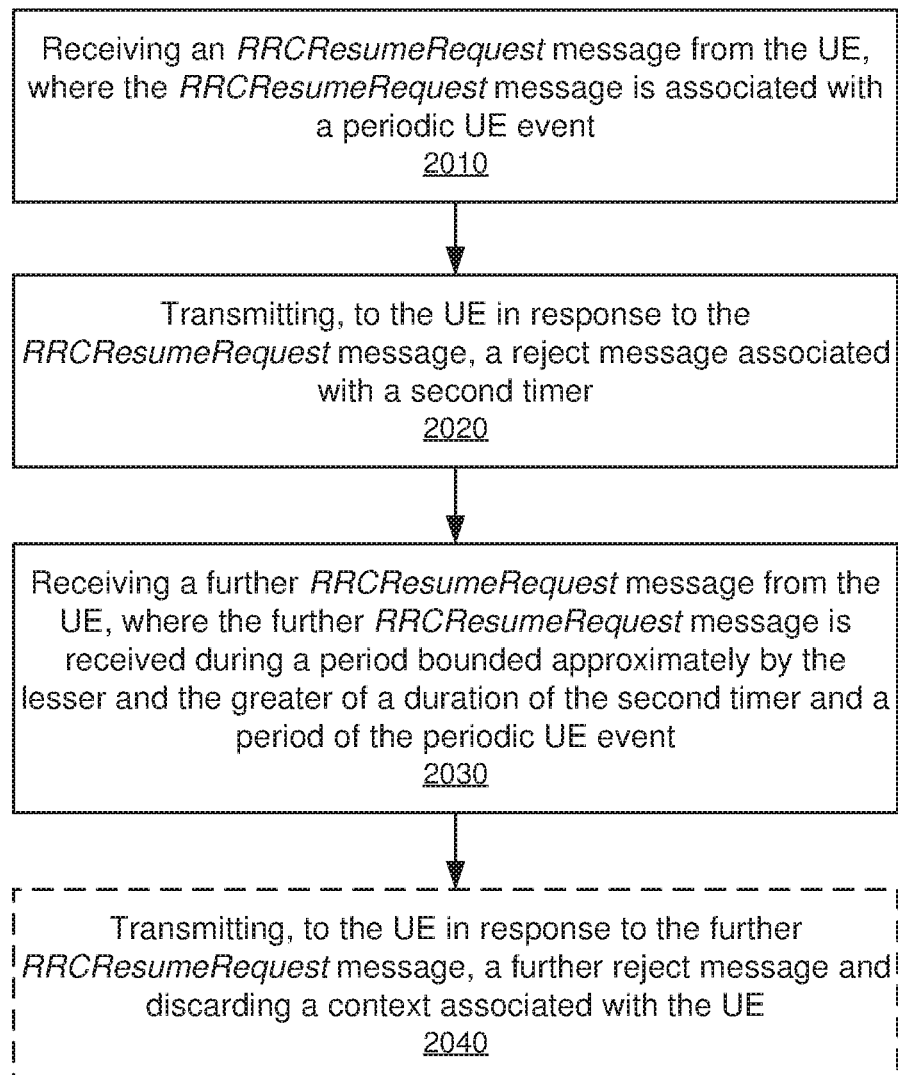 Receiving an RRCResumeRequest message from the UE,
where the RRCResumeRequest message is associated with
a periodic UE event
2010
Transmitting, to the UE in response to the
RRCResumeRequest message, a reject message associated
with a second timer
2020
Receiving a further RRCResumeRequest message from the
UE, where the further RRCResumeRequest message is
received during a period bounded approximately by the
lesser and the greater of a duration of the second timer and a
period of the periodic UE event
2030
Transmitting, to the UE in response to the further
RRCResumeRequest message, a further reject message and
discarding a context associated with the UE
2040